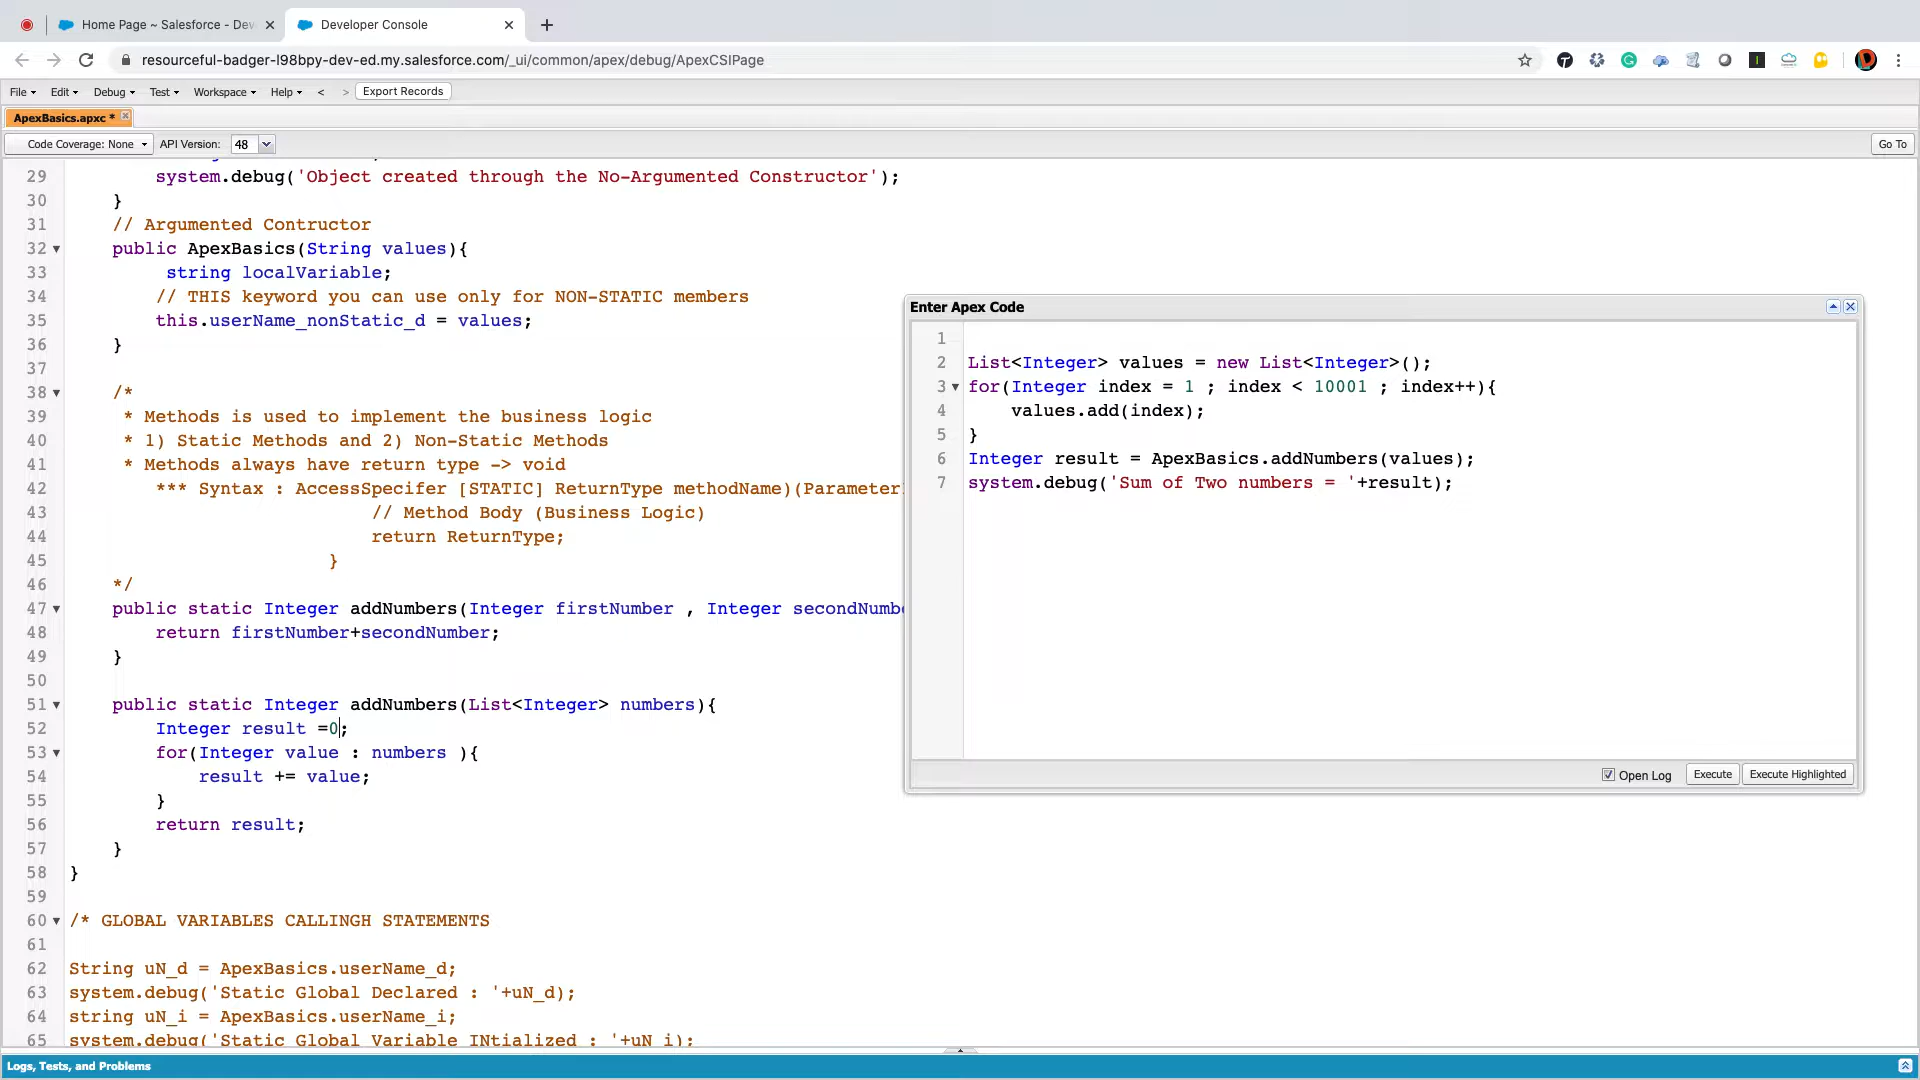 Home Page ~ Salesforce - Dev
Developer Console
resourceful-badger-l98bpy-dev-ed.my.salesforce.com/_ui/common/apex/debug/ApexCSIPage
File Edit Debug Test Workspace Help < > Export Records
ApexBasics.apxc *
Code Coverage: None API Version: 48 Go To
29 system.debug('Object created through the No-Argumented Constructor');
30 }
31 // Argumented Contructor
32 public ApexBasics(String values){
33 string localVariable;
34 // THIS keyword you can use only for NON-STATIC members
35 this.userName_nonStatic_d = values;
36 }
37
38 /*
39 * Methods is used to implement the business logic
40 * 1) Static Methods and 2) Non-Static Methods
41 * Methods always have return type -> void
42 *** Syntax : AccessSpecifer [STATIC] ReturnType methodName)(Parameter
43 // Method Body (Business Logic)
44 return ReturnType;
45 }
46 */
47 public static Integer addNumbers(Integer firstNumber , Integer secondNumbe
48 return firstNumber+secondNumber;
49 }
50
51 public static Integer addNumbers(List<Integer> numbers){
52 Integer result =0;
53 for(Integer value : numbers ){
54 result += value;
55 }
56 return result;
57 }
58 }
59
60 /* GLOBAL VARIABLES CALLINGH STATEMENTS
61
62 String uN_d = ApexBasics.userName_d;
63 system.debug('Static Global Declared : '+uN_d);
64 string uN_i = ApexBasics.userName_i;
65 system.debug('Static Global Variable INtialized : '+uN_i);
Enter Apex Code
1
2 List<Integer> values = new List<Integer>();
3 for(Integer index = 1 ; index < 10001 ; index++){
4 values.add(index);
5 }
6 Integer result = ApexBasics.addNumbers(values);
7 system.debug('Sum of Two numbers = '+result);
Open Log Execute Execute Highlighted
Logs, Tests, and Problems